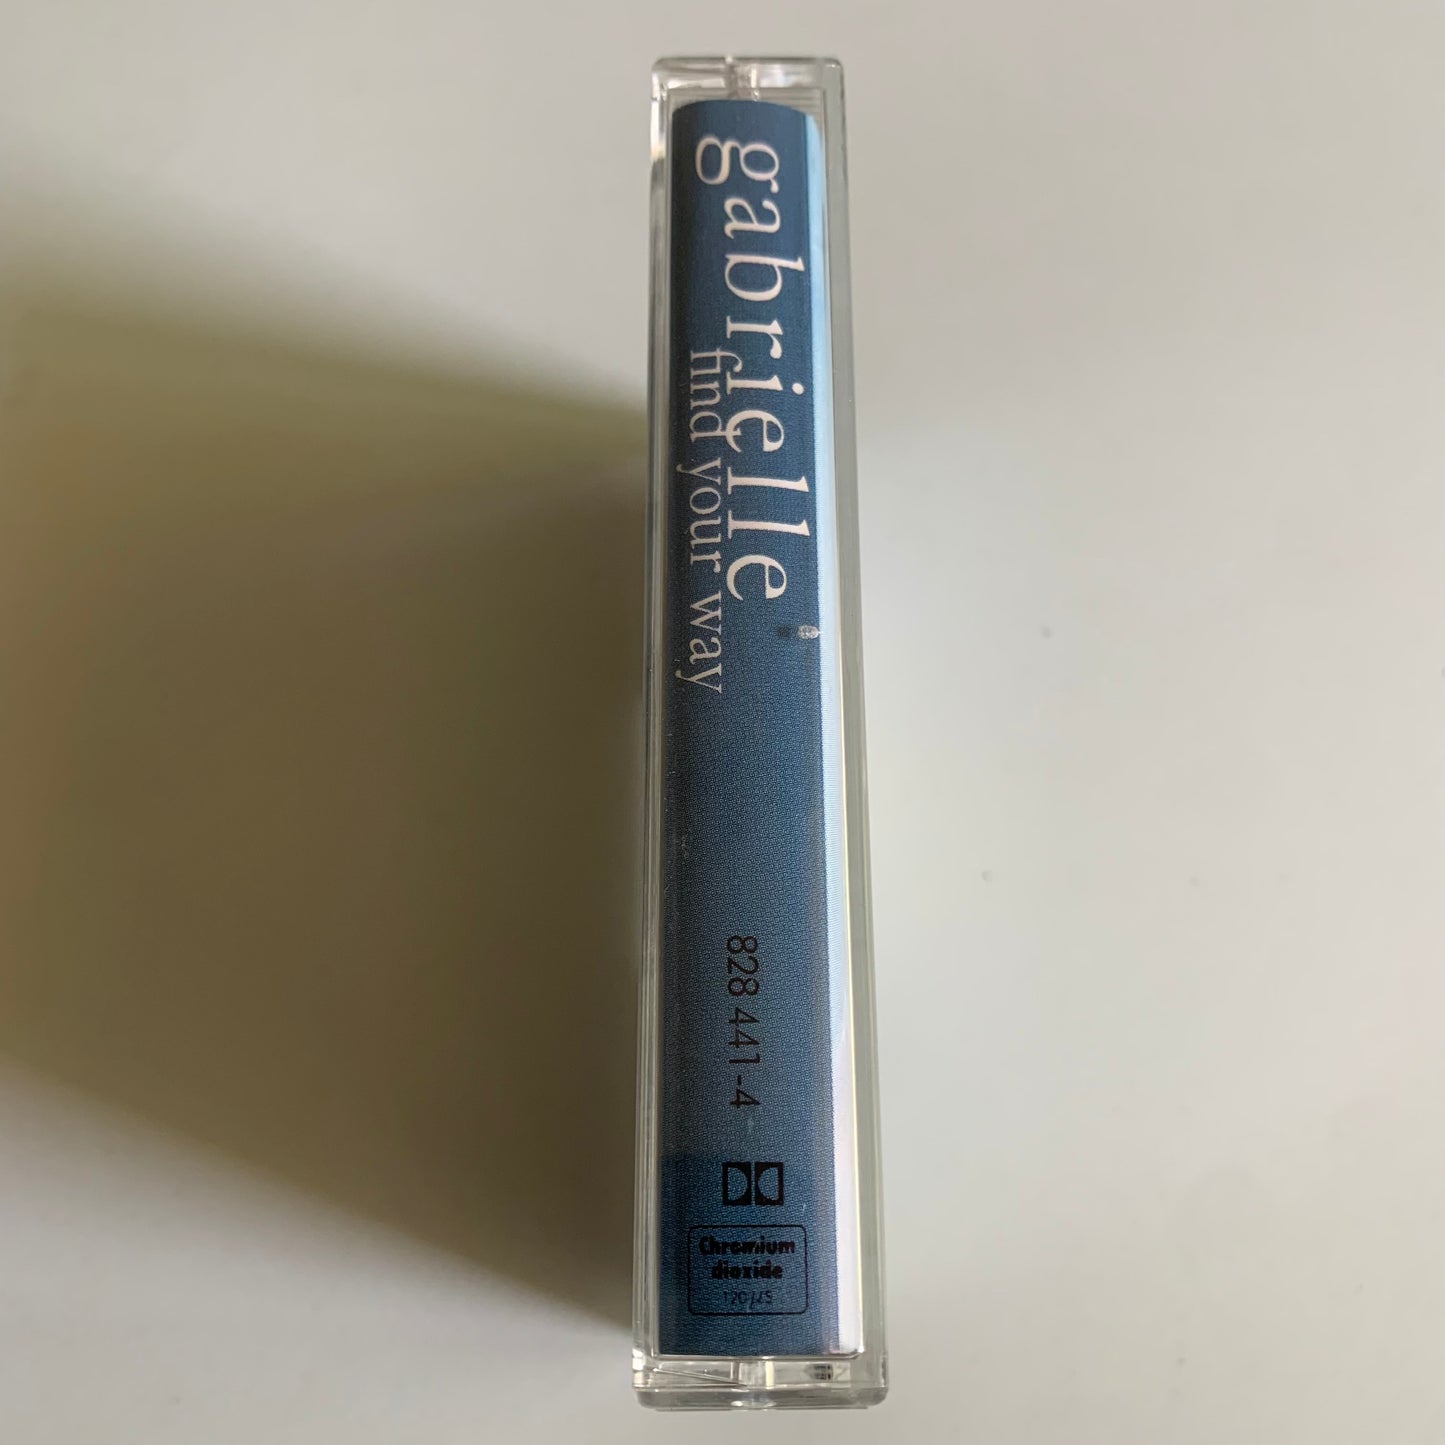 gabrielle
find your way
828 441-4
Chromium
dioxide
120μS